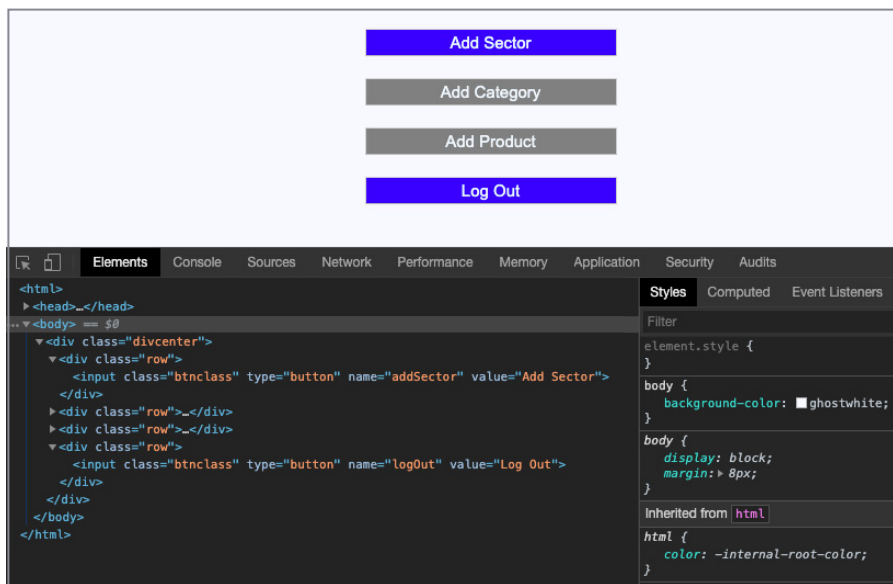 Add Sector
Add Category
Add Product
Log Out
Elements Console Sources Network Performance Memory Application Security Audits
<html>
▶<head>…</head>
…▼<body> == $0
▼<div class="divcenter">
▼<div class="row">
<input class="btnclass" type="button" name="addSector" value="Add Sector">
</div>
▶<div class="row">…</div>
▶<div class="row">…</div>
▼<div class="row">
<input class="btnclass" type="button" name="logOut" value="Log Out">
</div>
</div>
</body>
</html>
Styles Computed Event Listeners
Filter
element.style {
}
body {
background-color: ghostwhite;
}
body {
display: block;
margin:▶ 8px;
}
Inherited from html
html {
color: -internal-root-color;
}